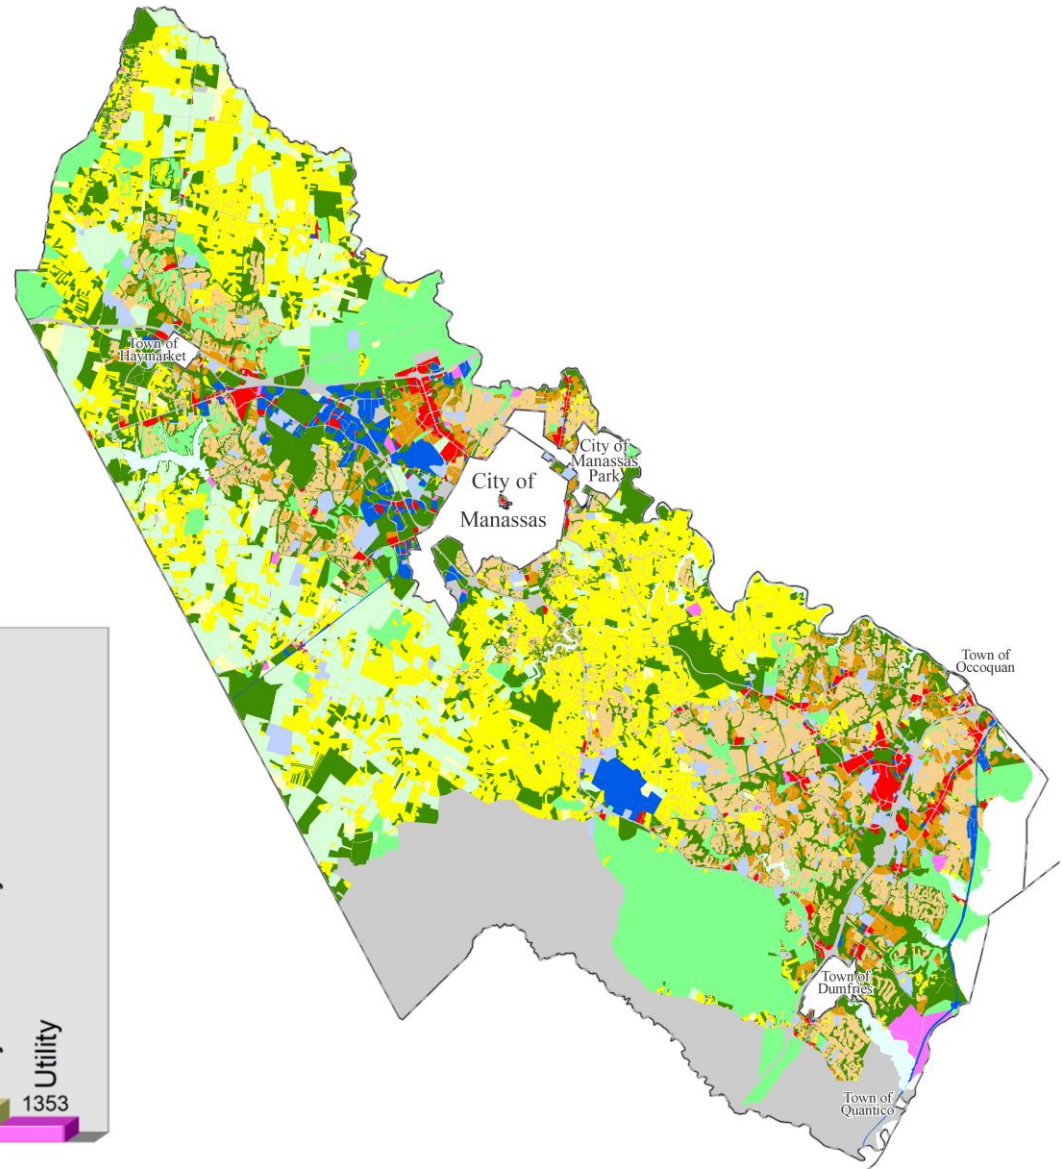 Town of
Haymarket
City of
Manassas
Park
City of
Manassas
Town of
Occoquan
Town of
Dumfries
Town of
Quantico
Utility
1353